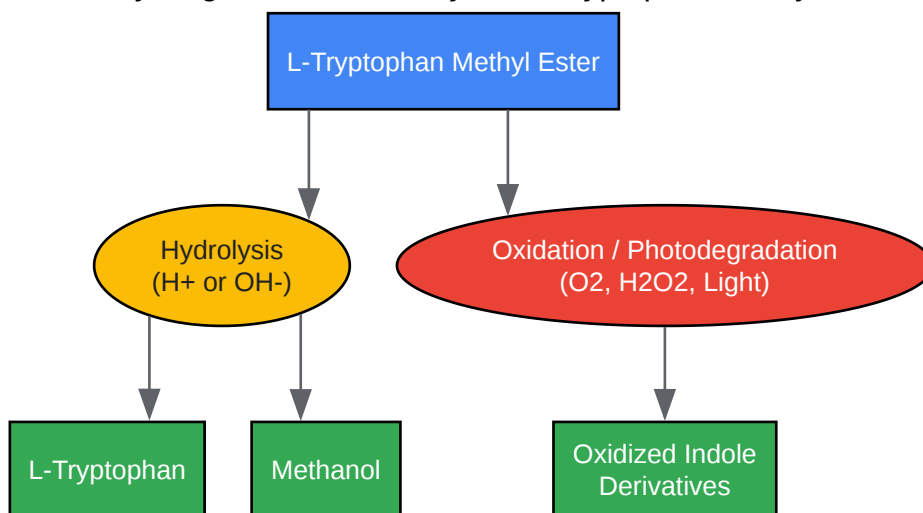 L-Tryptophan Methyl Ester
Hydrolysis
(H+ or OH-)
Oxidation / Photodegradation
(O2, H2O2, Light)
L-Tryptophan
Methanol
Oxidized Indole
Derivatives